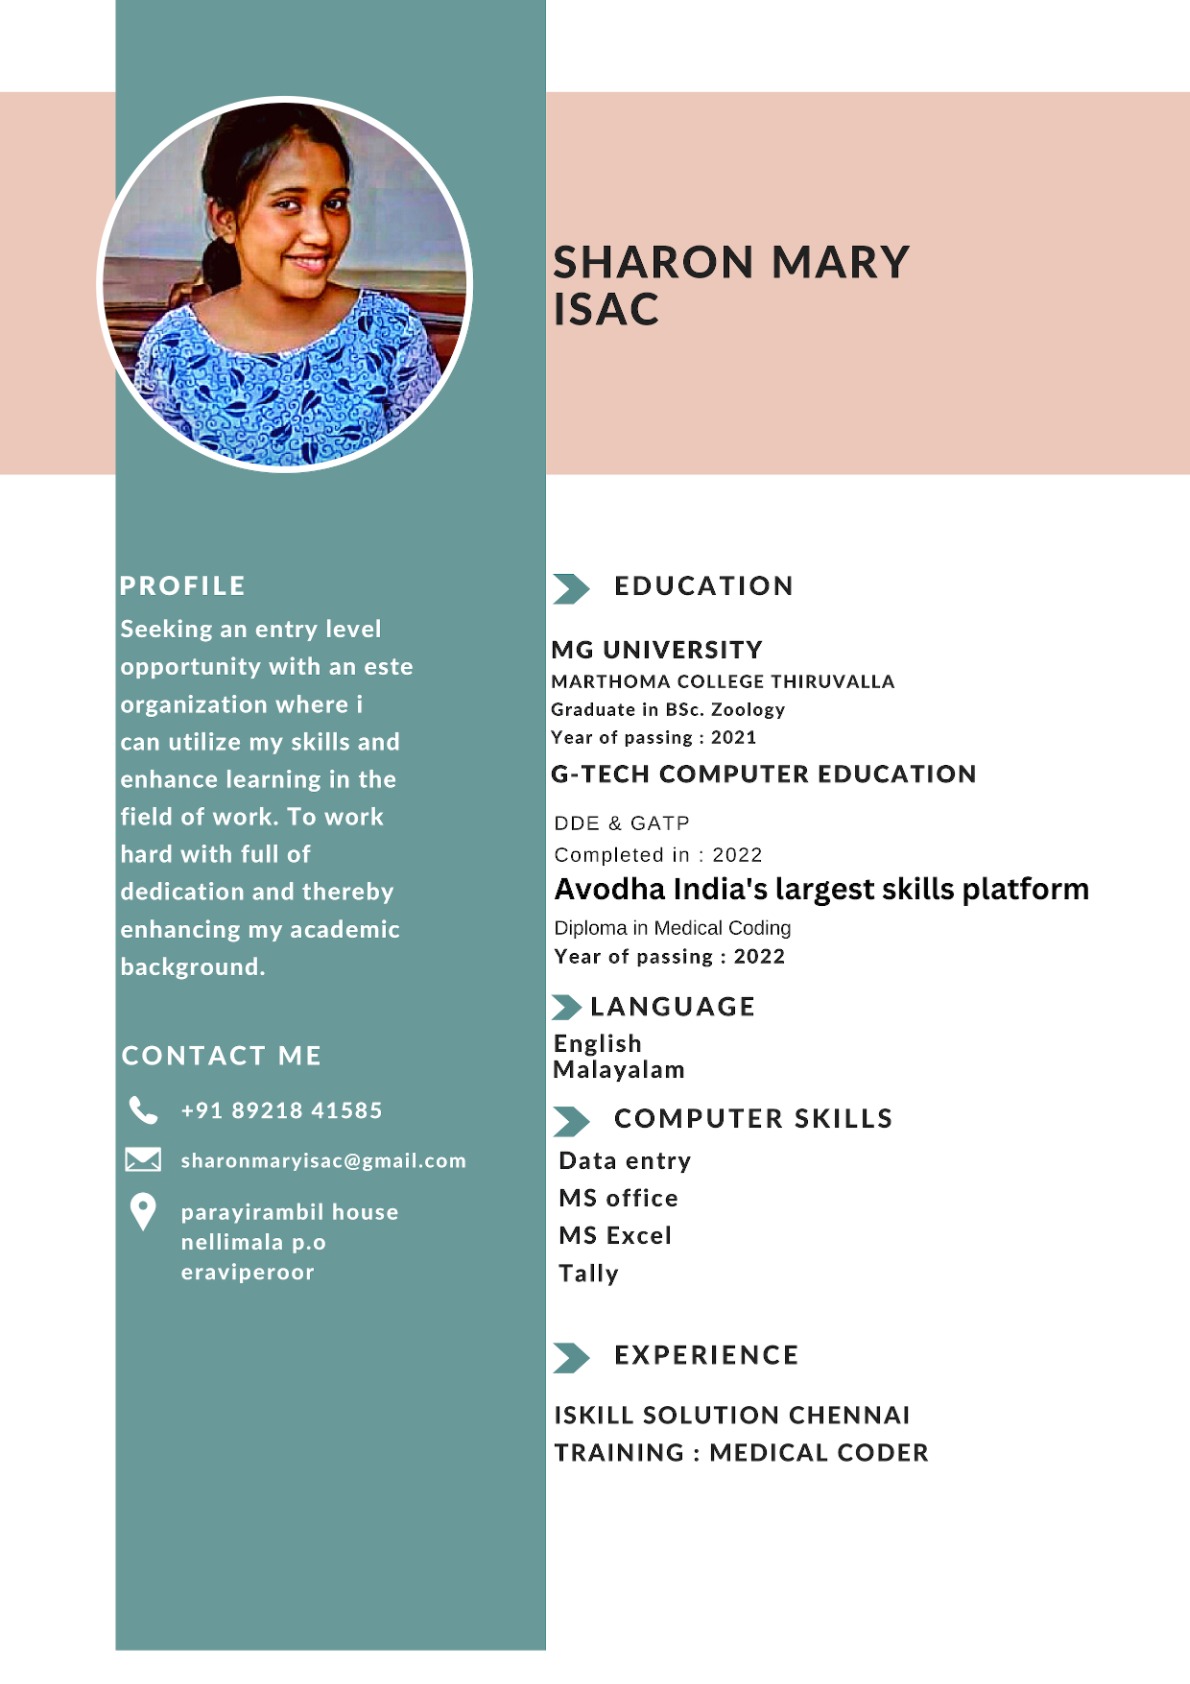 SHARON MARY
ISAC
PROFILE
Seeking an entry level
opportunity with an este
organization where i
can utilize my skills and
enhance learning in the
field of work. To work
hard with full of
dedication and thereby
enhancing my academic
background.
CONTACT ME
+91 89218 41585
sharonmaryisac@gmail.com
parayirambil house
nellimala p.o
eraviperoor
EDUCATION
MG UNIVERSITY
MARTHOMA COLLEGE THIRUVALLA
Graduate in BSc. Zoology
Year of passing : 2021
G-TECH COMPUTER EDUCATION
DDE & GATP
Completed in : 2022
Avodha India's largest skills platform
Diploma in Medical Coding
Year of passing : 2022
LANGUAGE
English
Malayalam
COMPUTER SKILLS
Data entry
MS office
MS Excel
Tally
EXPERIENCE
ISKILL SOLUTION CHENNAI
TRAINING : MEDICAL CODER